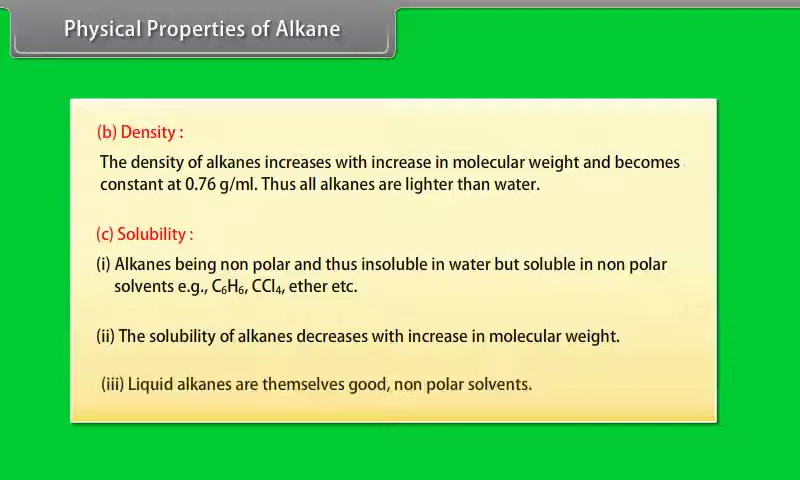 Physical Properties of Alkane
(b) Density :
The density of alkanes increases with increase in molecular weight and becomes
constant at 0.76 g/ml. Thus all alkanes are lighter than water.
(c) Solubility :
(i) Alkanes being non polar and thus insoluble in water but soluble in non polar
solvents e.g., C₆H₆, CCl₄, ether etc.
(ii) The solubility of alkanes decreases with increase in molecular weight.
(iii) Liquid alkanes are themselves good, non polar solvents.